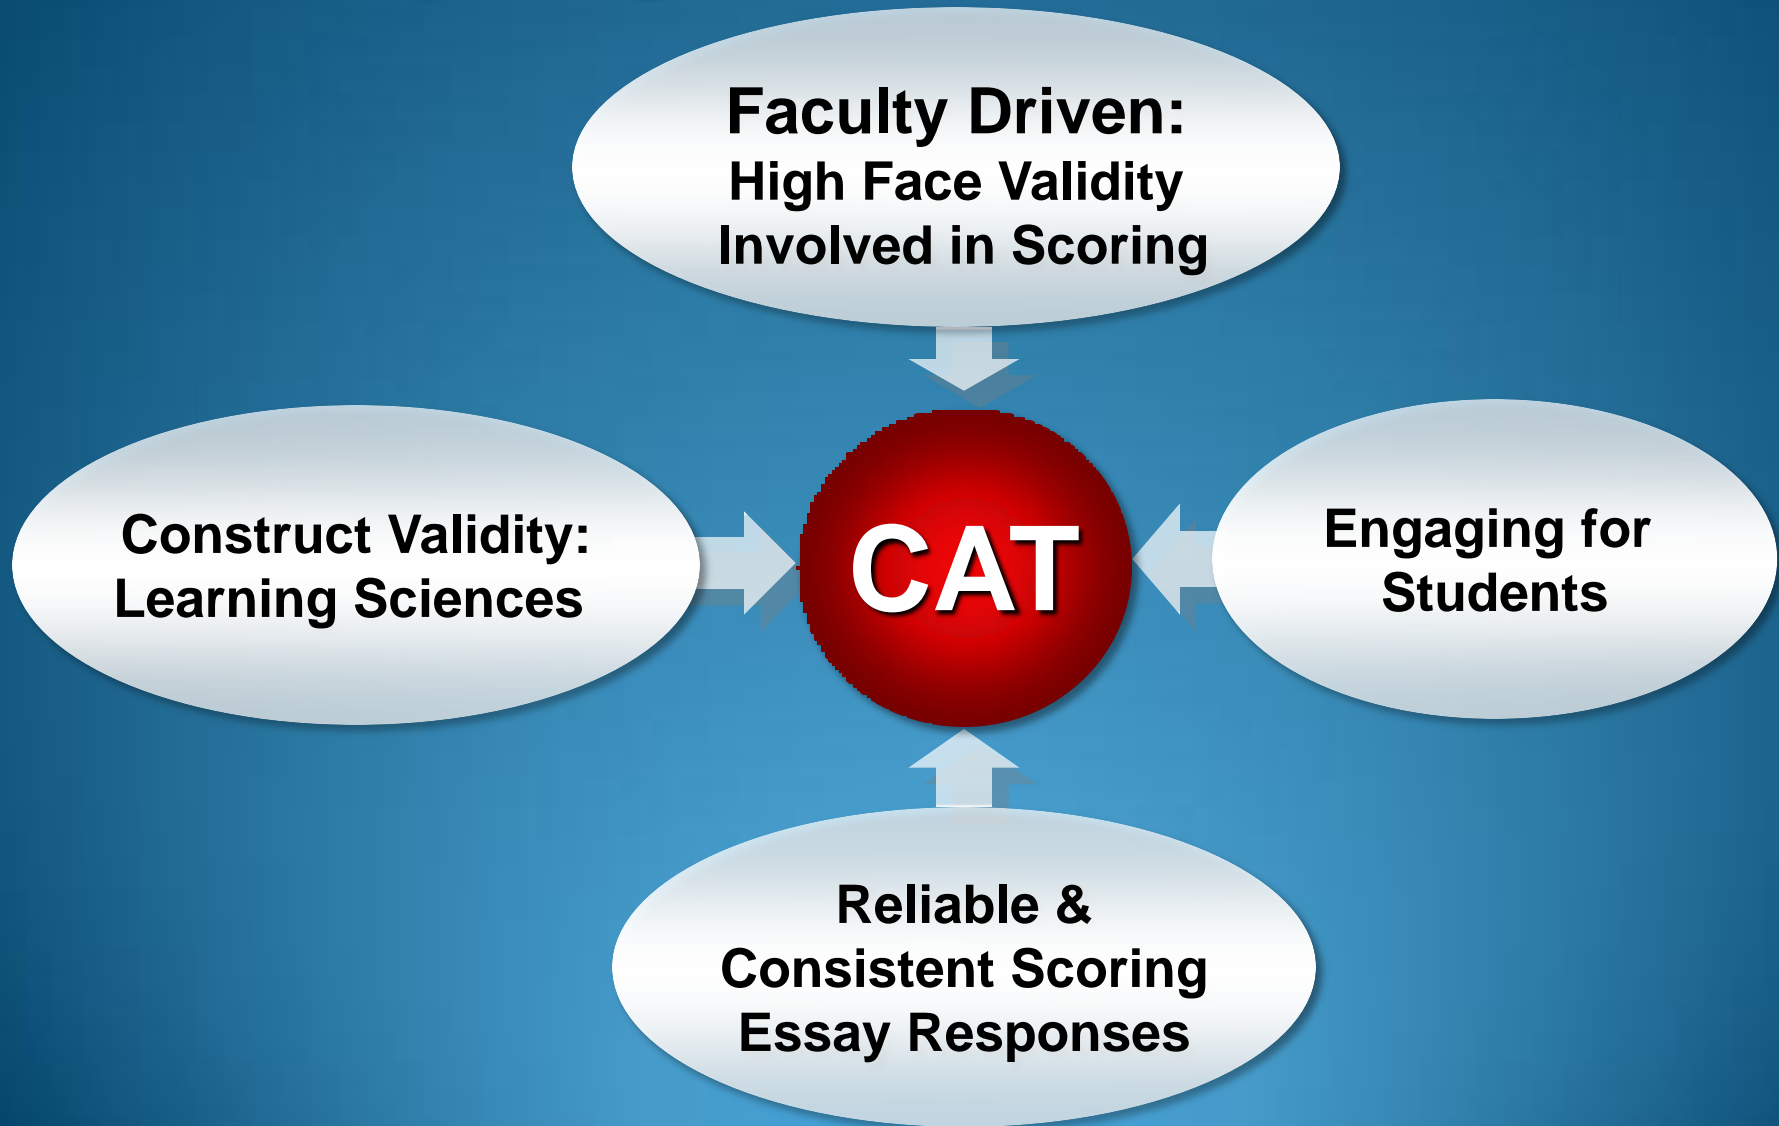 Faculty Driven:
High Face Validity
Involved in Scoring
Construct Validity:
Learning Sciences
CAT
Engaging for
Students
Reliable &
Consistent Scoring
Essay Responses